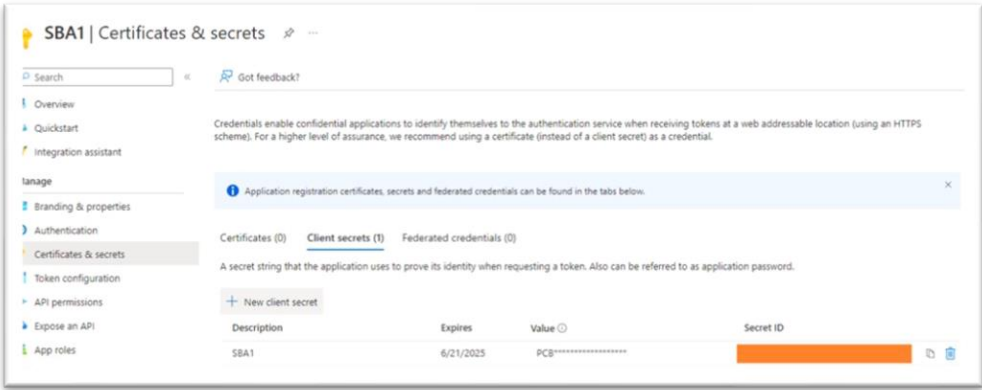 SBA1 | Certificates & secrets
Search
Got feedback?
Overview
Quickstart
Integration assistant
Credentials enable confidential applications to identify themselves to the authentication service when receiving tokens at a web addressable location (using an HTTPS
scheme). For a higher level of assurance, we recommend using a certificate (instead of a client secret) as a credential.
lanage
Application registration certificates, secrets and federated credentials can be found in the tabs below.
Branding & properties
Authentication
Certificates & secrets
Token configuration
API permissions
Expose an API
App roles
Certificates (0) Client secrets (1) Federated credentials (0)
A secret string that the application uses to prove its identity when requesting a token. Also can be referred to as application password.
New client secret
Description Expires Value Secret ID
SBA1 6/21/2025 PCB******************